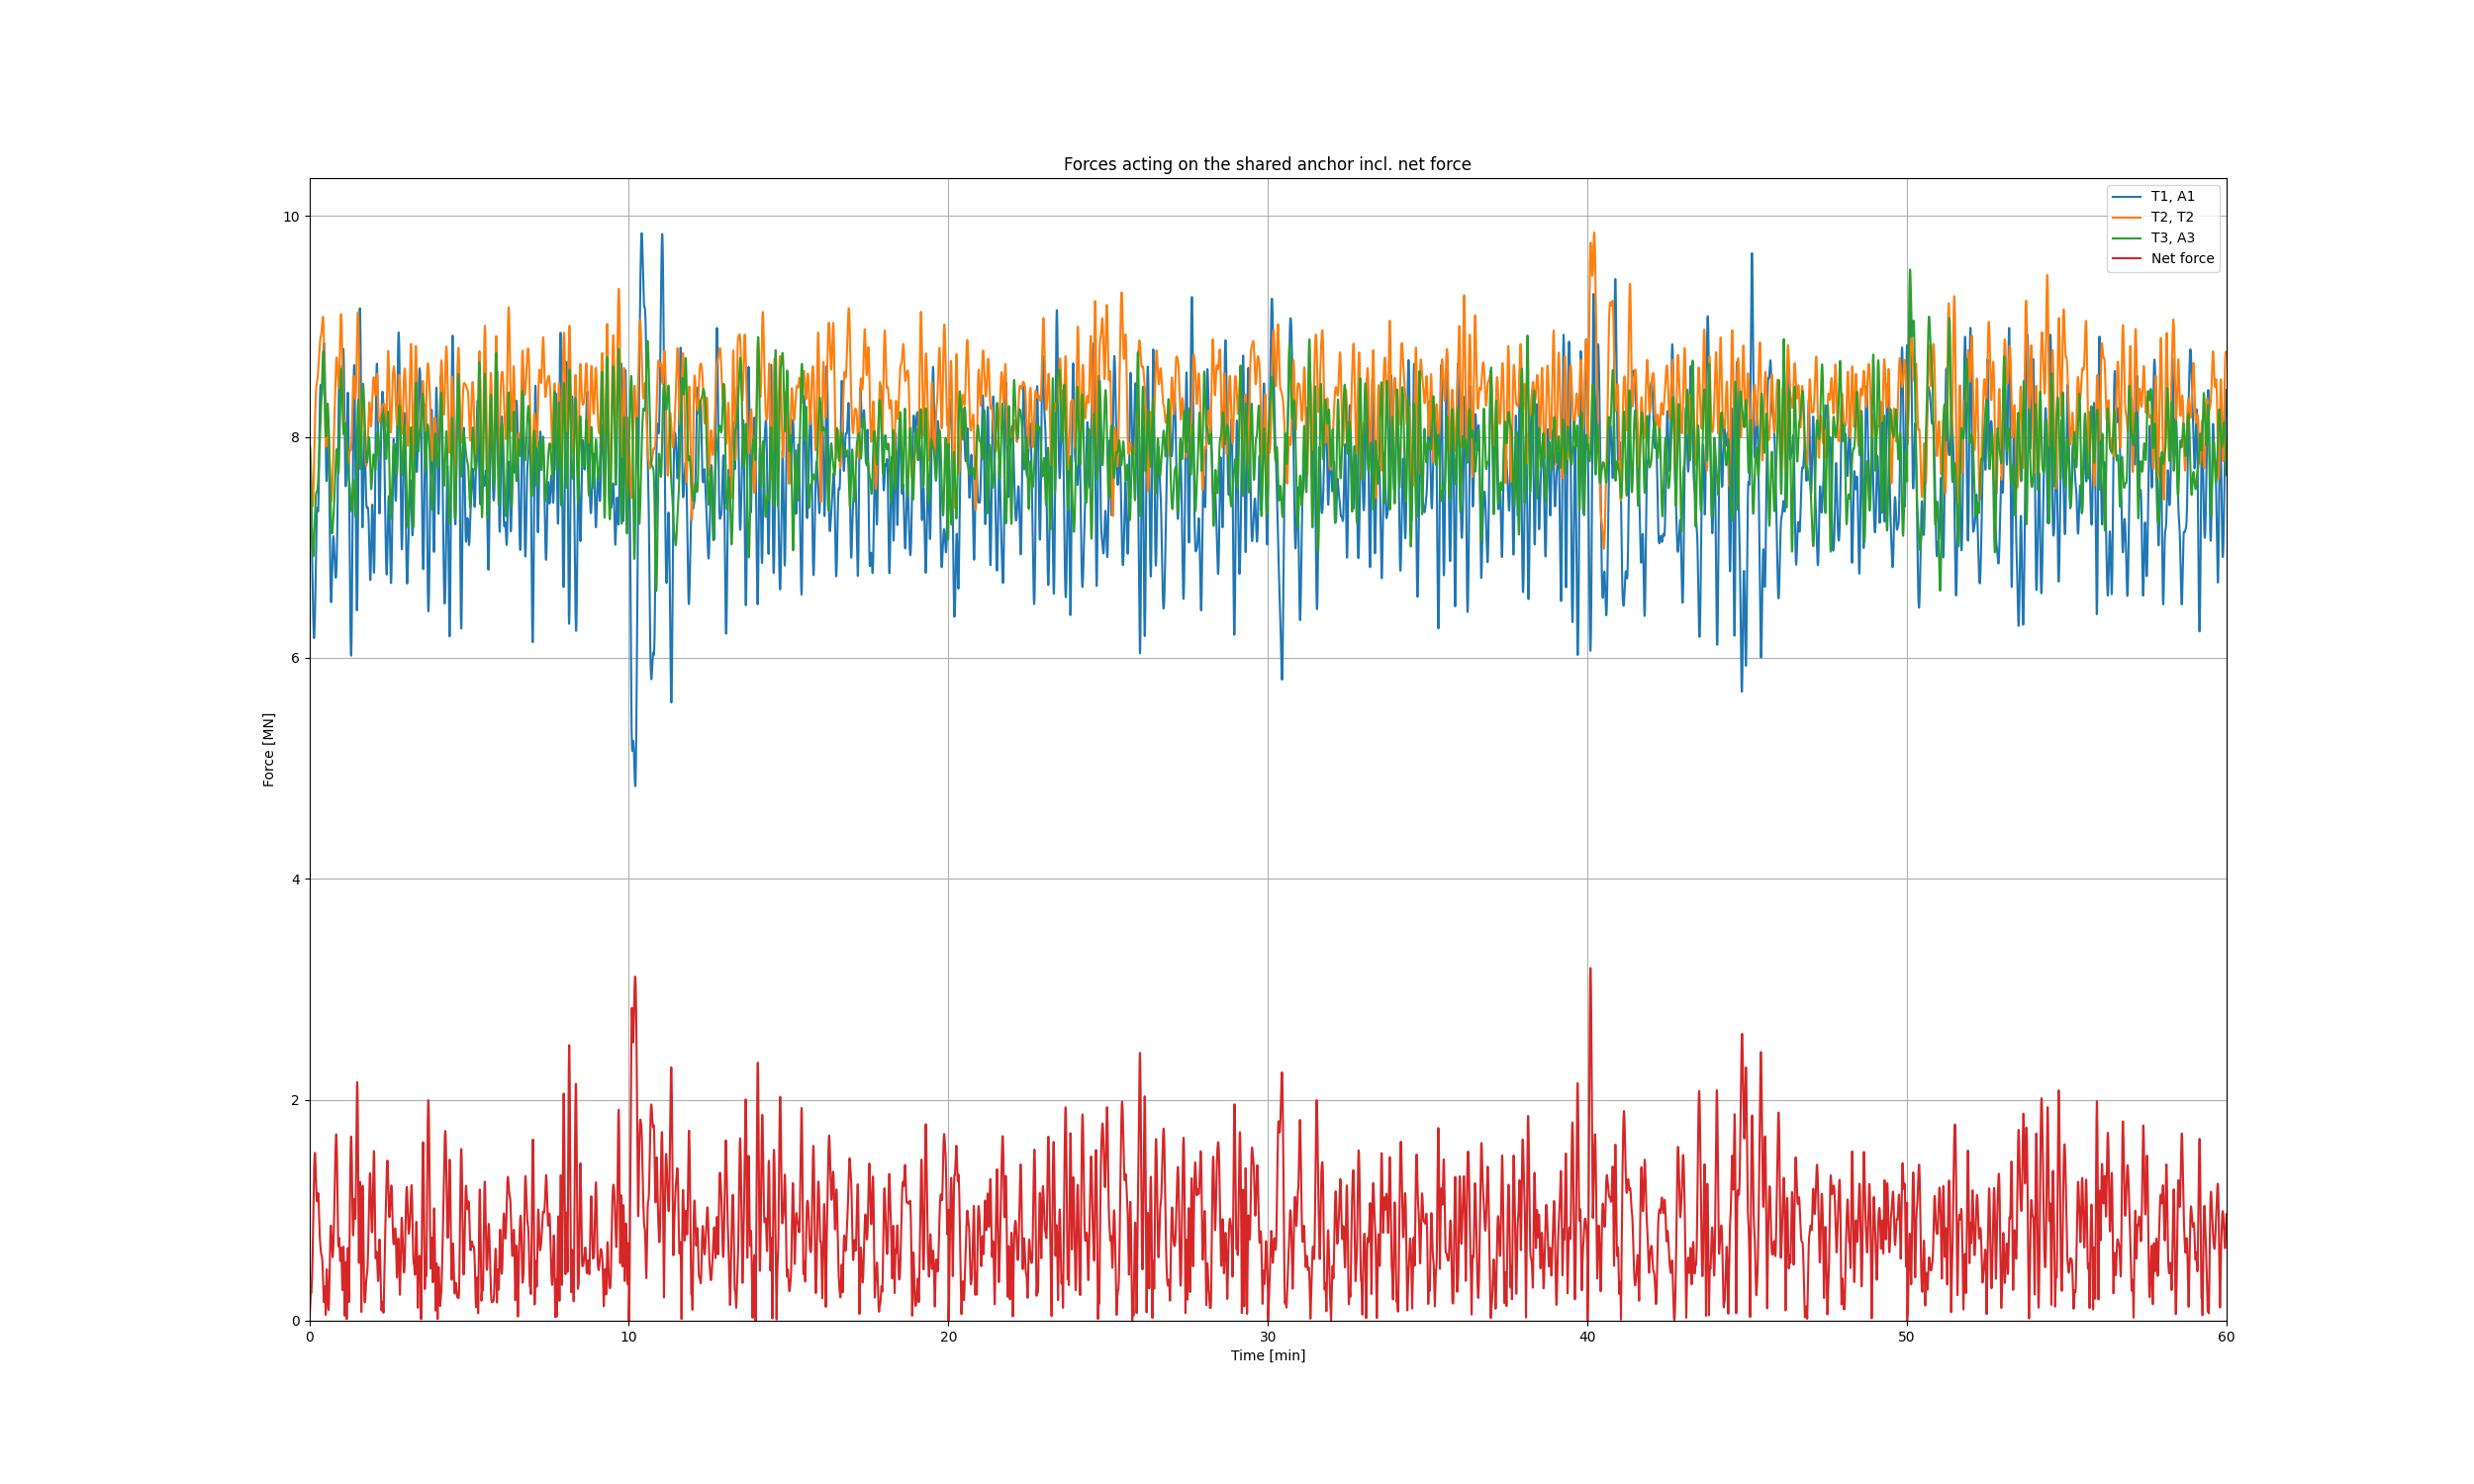 Forces acting on the shared anchor incl. net force
T1, A1
T2, T2
T3, A3
Net force
10
8
6
4
2
0
Force [MN]
0 10 20 30 40 50 60
Time [min]